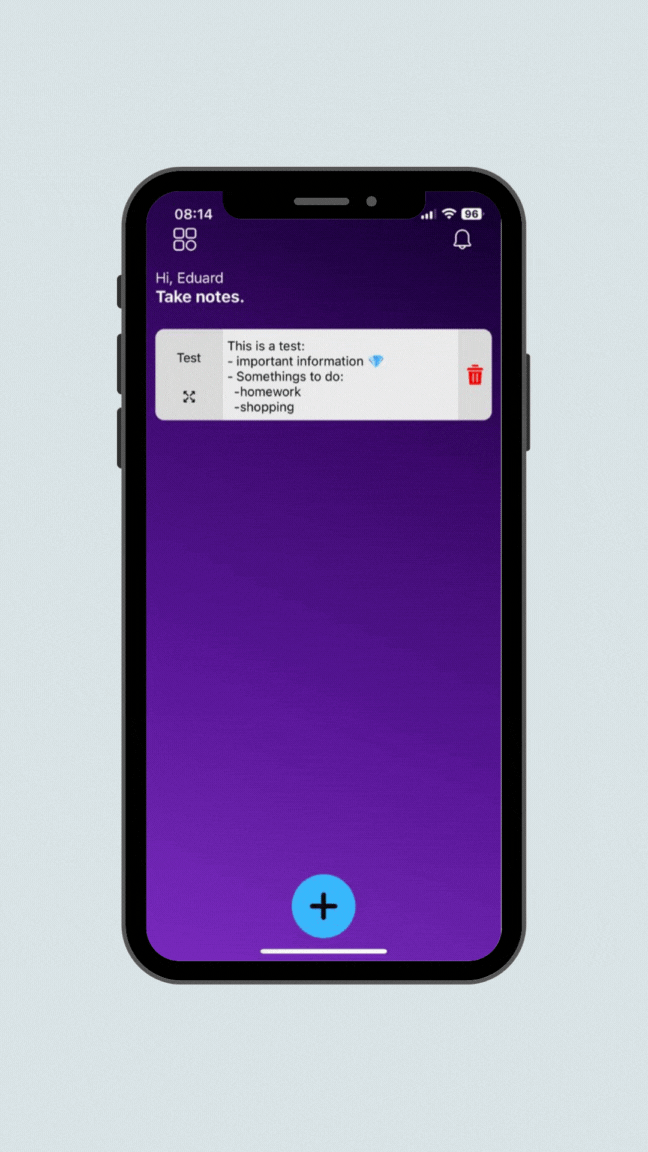 08:14
96
Hi, Eduard
Take notes.
Test
This is a test:
- important information 💎
- Somethings to do:
-homework
-shopping